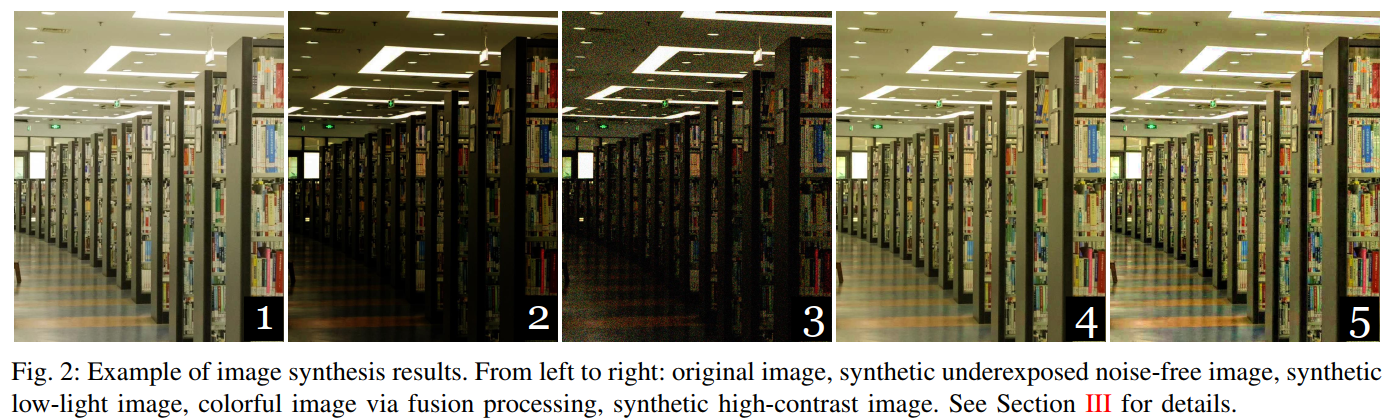 1 2 3 4 5
Fig. 2: Example of image synthesis results. From left to right: original image, synthetic underexposed noise-free image, synthetic
low-light image, colorful image via fusion processing, synthetic high-contrast image. See Section III for details.